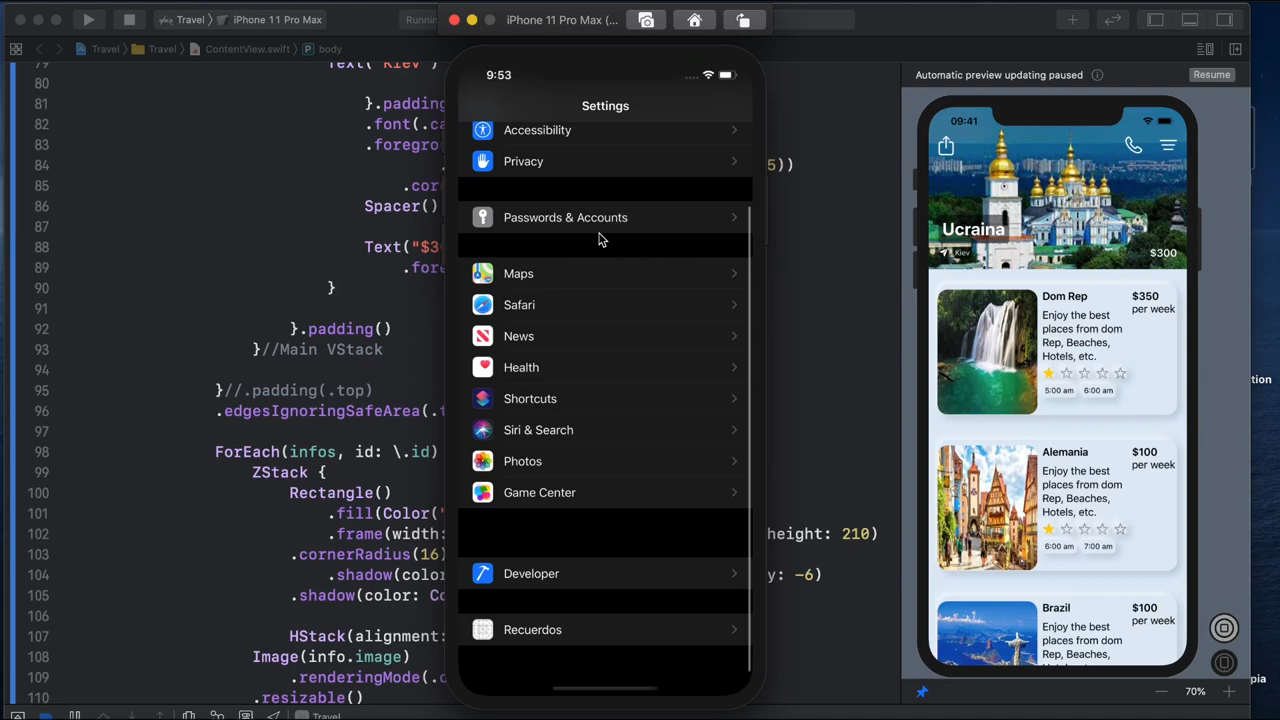 Travel
iPhone 11 Pro Max
Running
iPhone 11 Pro Max (...
Travel
Travel
ContentView.swift
body
79
80
81
82
83
84
85
86
87
88
89
90
91
92
93
94
95
96
97
98
99
100
101
102
103
104
105
106
107
108
109
110
Text("Kiev")
}.padding
.font(.ca
.foregro
5))
.cor
Spacer()
Text("$3
.fore
}
}.padding()
}//Main VStack
}//.padding(.top)
.edgesIgnoringSafeArea(.t
ForEach(infos, id: \.id)
ZStack {
Rectangle()
.fill(Color("
.frame(width:
height: 210)
.cornerRadius(16)
.shadow(color
y: -6)
.shadow(color: Co
HStack(alignment:
Image(info.image)
.renderingMode(.o
.resizable()
Travel
9:53
Settings
Accessibility
Privacy
Passwords & Accounts
Maps
Safari
News
Health
Shortcuts
Siri & Search
Photos
Game Center
Developer
Recuerdos
Automatic preview updating paused
Resume
09:41
Ucraina
Kiev
$300
Dom Rep
$350
per week
Enjoy the best
places from dom
Rep, Beaches,
Hotels, etc.
5:00 am
6:00 am
Alemania
$100
per week
Enjoy the best
places from dom
Rep, Beaches,
Hotels, etc.
6:00 am
7:00 am
Brazil
$100
per week
Enjoy the best
places from dom
70%